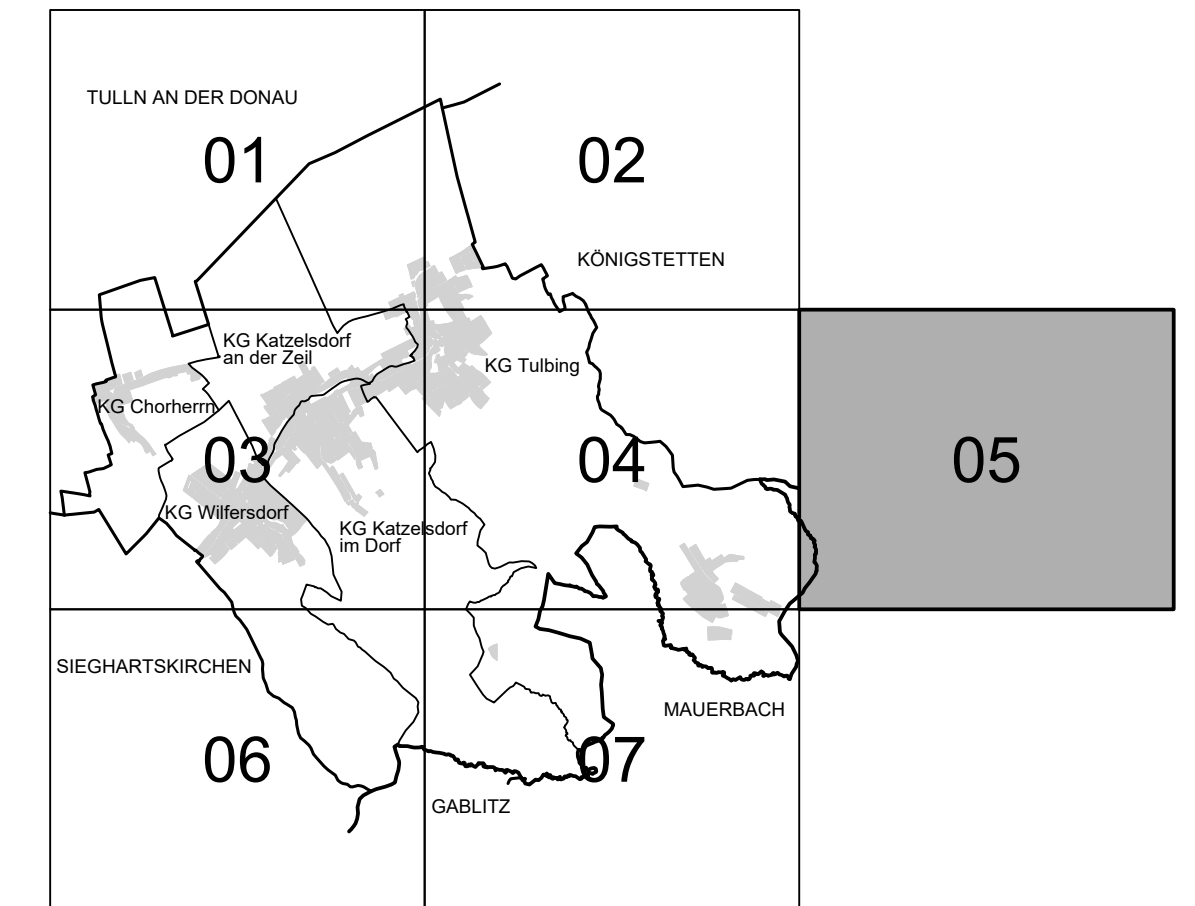 TULLN AN DER DONAU
01
02
KÖNIGSTETTEN
KG Katzelsdorf
an der Zeil
KG Tulbing
KG Chorherrn
03
04
05
KG Wilfersdorf
KG Katzelsdorf
im Dorf
SIEGHARTSKIRCHEN
MAUERBACH
06
07
GABLITZ